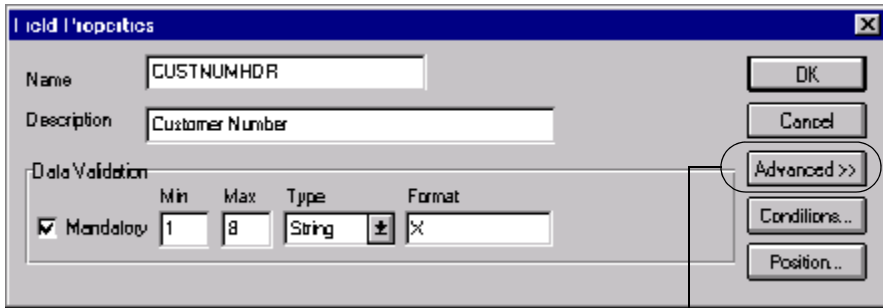 Field Properties
Name CUSTNUMHDR
OK
Description Customer Number
Cancel
Data Validation
Advanced >>
Min Max Type Format
Mandatory 1 8 String X
Conditions...
Position...